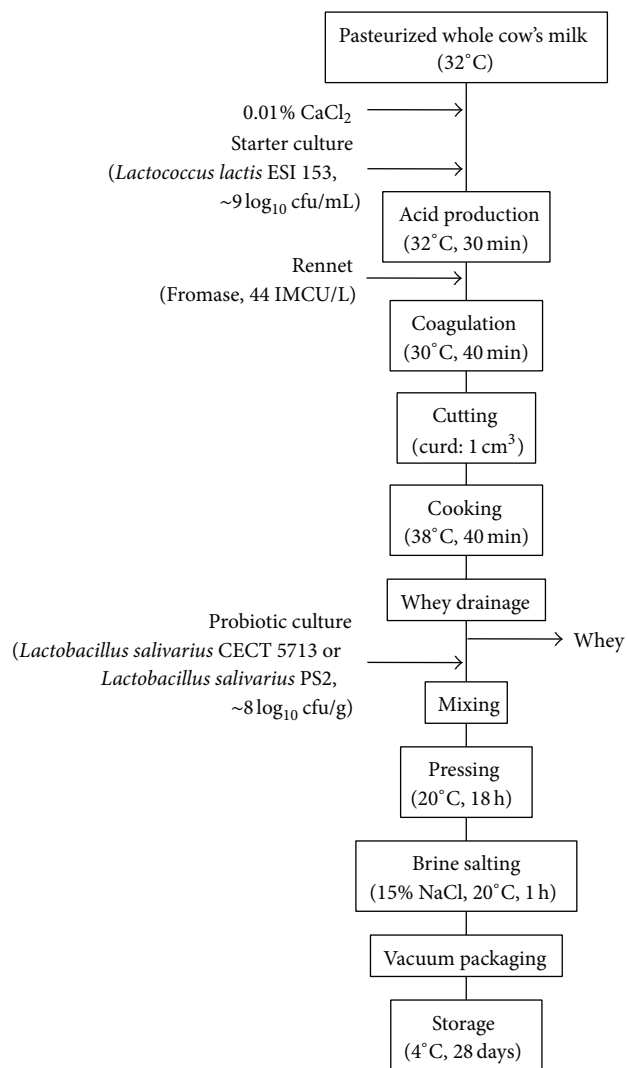 Pasteurized whole cow's milk
(32°C)
0.01% CaCl₂
Starter culture
(Lactococcus lactis ESI 153,
~9 log₁₀ cfu/mL)
Acid production
(32°C, 30 min)
Rennet
(Fromase, 44 IMCU/L)
Coagulation
(30°C, 40 min)
Cutting
(curd: 1 cm³)
Cooking
(38°C, 40 min)
Whey drainage
Whey
Probiotic culture
(Lactobacillus salivarius CECT 5713 or
Lactobacillus salivarius PS2,
~8 log₁₀ cfu/g)
Mixing
Pressing
(20°C, 18 h)
Brine salting
(15% NaCl, 20°C, 1 h)
Vacuum packaging
Storage
(4°C, 28 days)